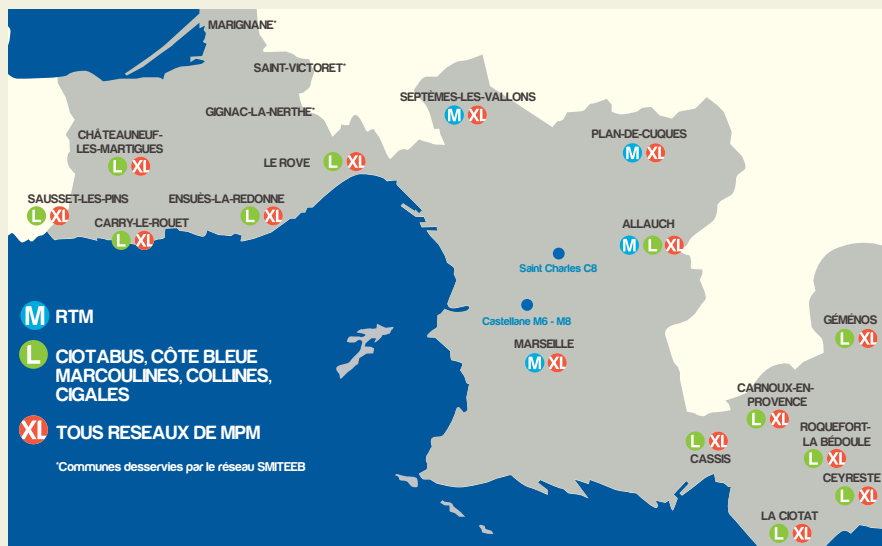 MARIGNANE*
SAINT-VICTORET*
SEPTÈMES-LES-VALLONS
M XL
GIGNAC-LA-NERTHE*
CHÂTEAUNEUF-
LES-MARTIGUES
L XL
LE ROVE L XL
PLAN-DE-CUQUES
M XL
SAUSSET-LES-PINS
L XL
ENSUÈS-LA-REDONNE
L XL
CARRY-LE-ROUET
L XL
ALLAUCH
M L XL
Saint Charles C8
Castellane M6 - M8
MARSEILLE
M XL
GÉMÉNOS
L XL
CARNOUX-EN-
PROVENCE
L XL
ROQUEFORT-
LA BÉDOULE
L XL
L XL
CASSIS
CEYRESTE
L XL
LA CIOTAT
L XL
M RTM
L CIOTABUS, CÔTE BLEUE
MARCOULINES, COLLINES,
CIGALES
XL TOUS RESEAUX DE MPM
*Communes desservies par le réseau SMITEEB